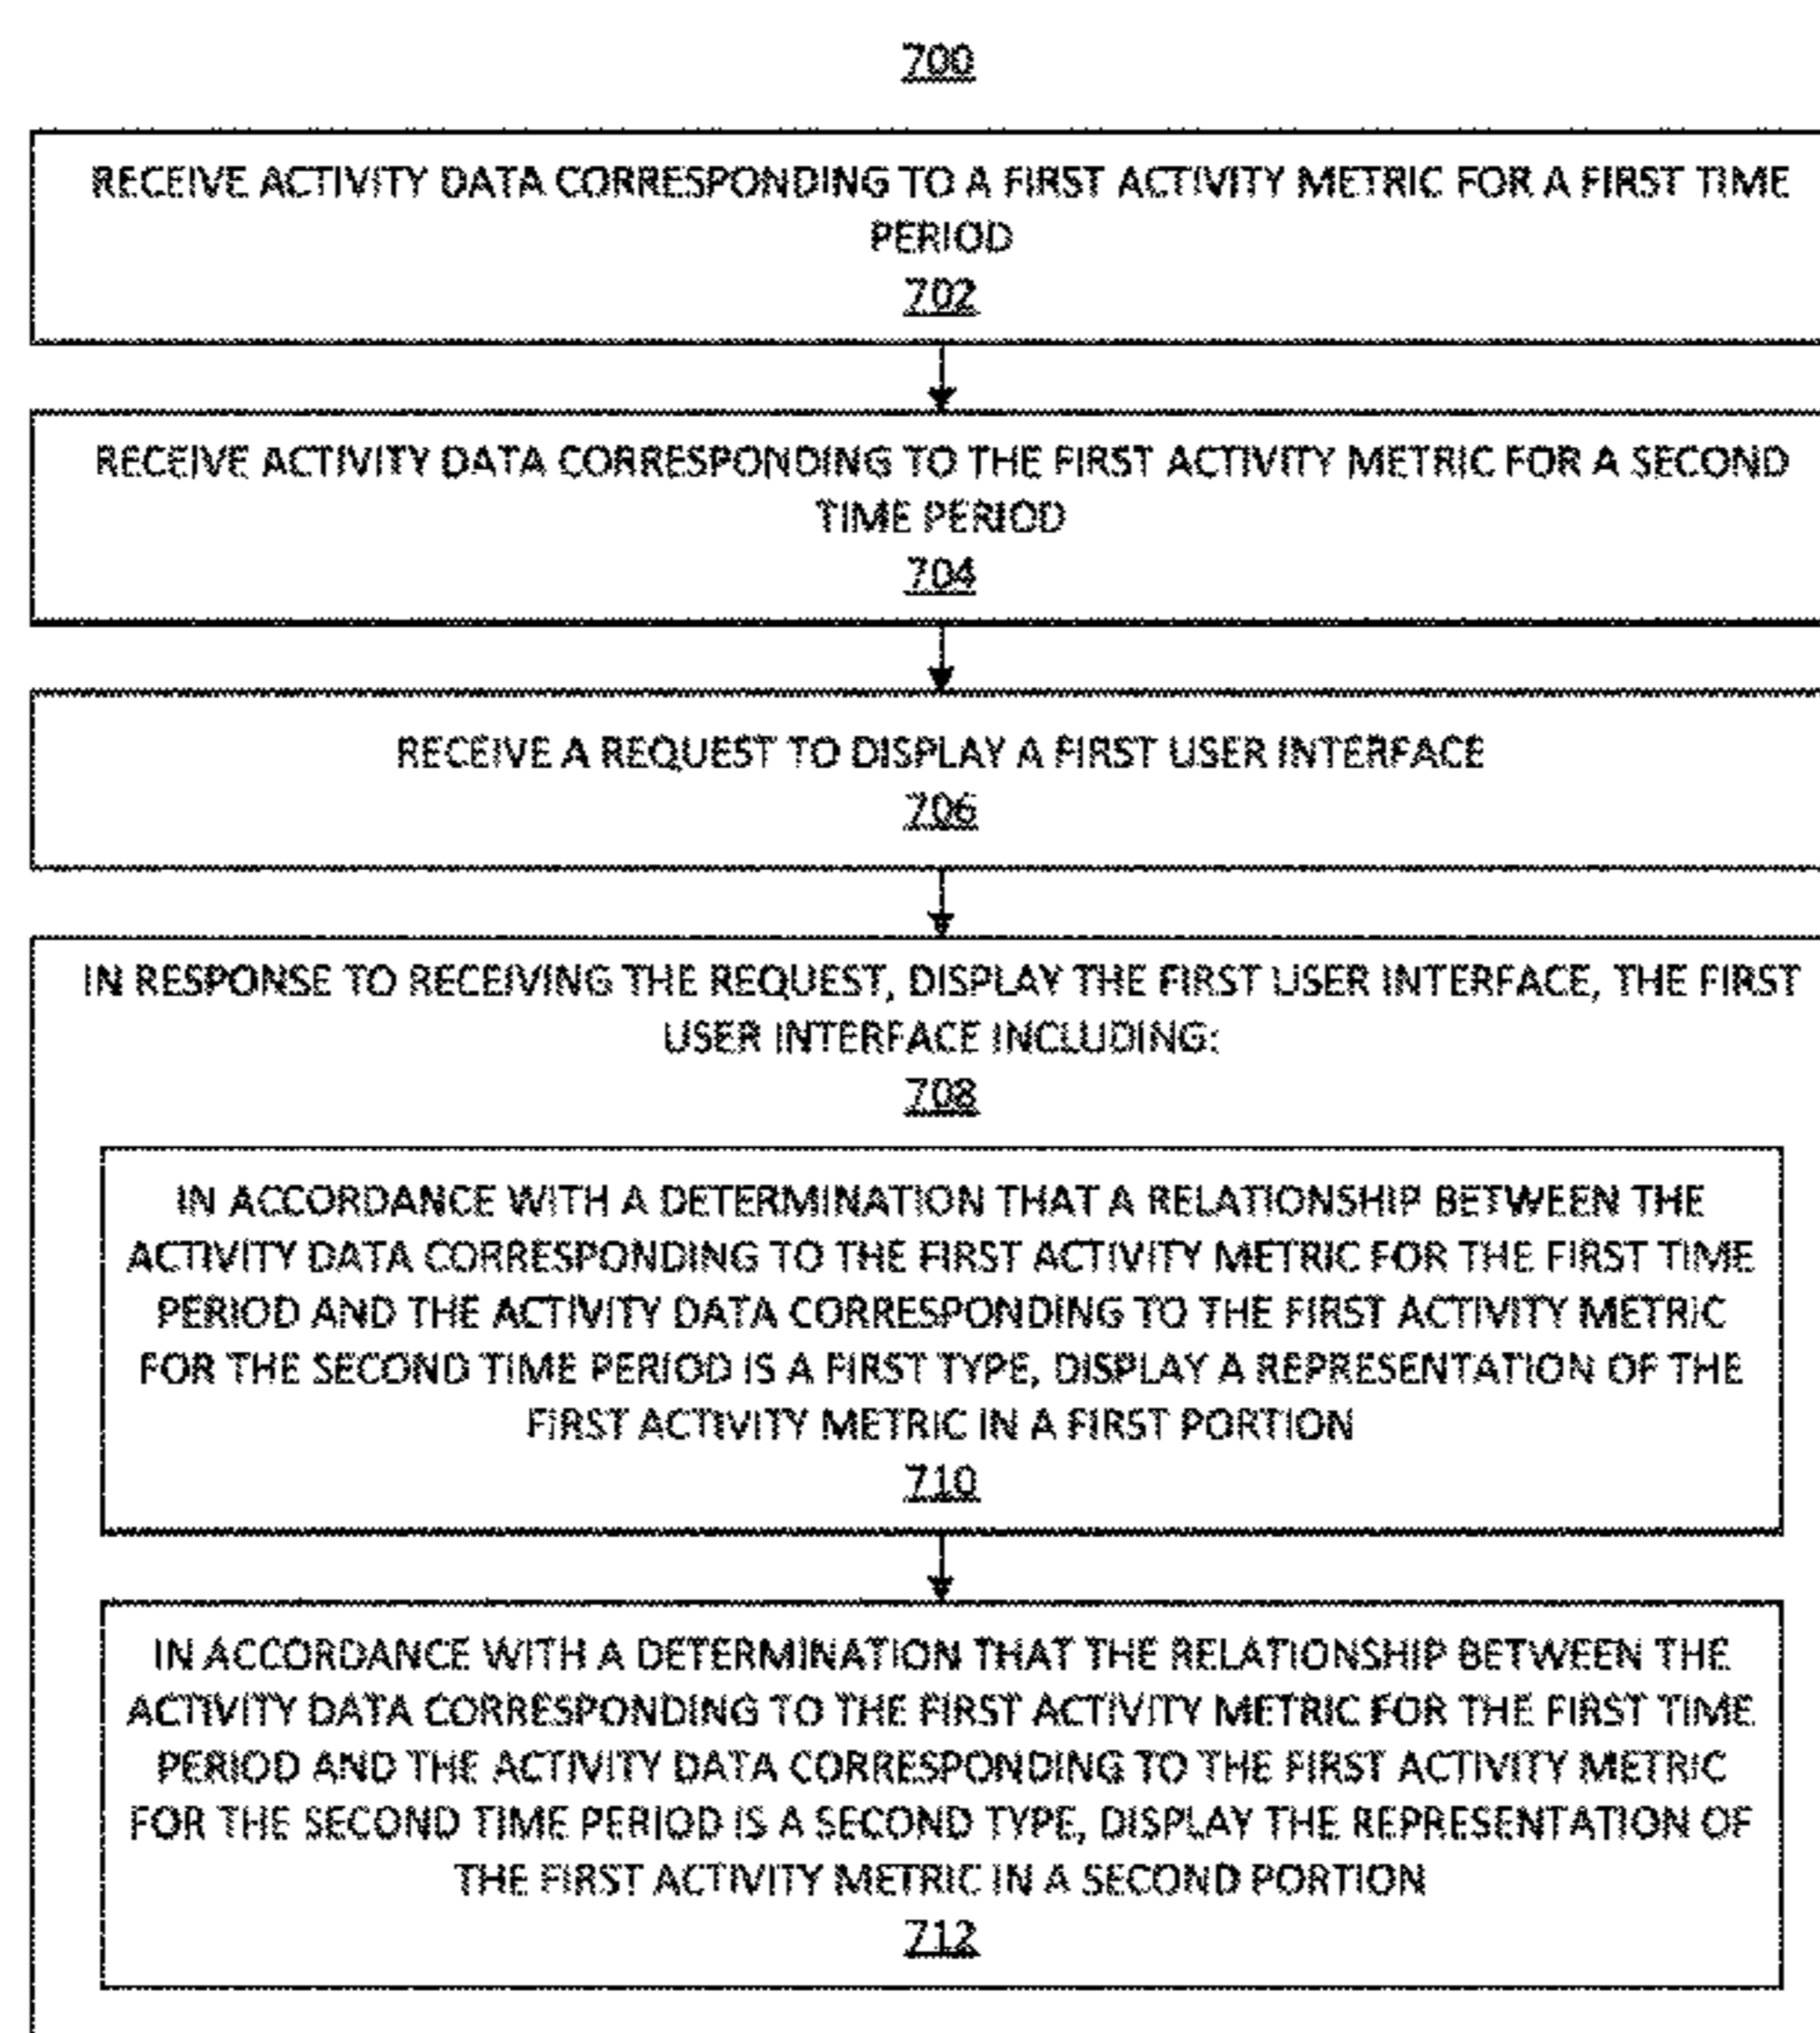 700
RECEIVE ACTIVITY DATA CORRESPONDING TO A FIRST ACTIVITY METRIC FOR A FIRST TIME
PERIOD
702
RECEIVE ACTIVITY DATA CORRESPONDING TO THE FIRST ACTIVITY METRIC FOR A SECOND
TIME PERIOD
704
RECEIVE A REQUEST TO DISPLAY A FIRST USER INTERFACE
706
IN RESPONSE TO RECEIVING THE REQUEST, DISPLAY THE FIRST USER INTERFACE, THE FIRST
USER INTERFACE INCLUDING:
708
IN ACCORDANCE WITH A DETERMINATION THAT A RELATIONSHIP BETWEEN THE
ACTIVITY DATA CORRESPONDING TO THE FIRST ACTIVITY METRIC FOR THE FIRST TIME
PERIOD AND THE ACTIVITY DATA CORRESPONDING TO THE FIRST ACTIVITY METRIC
FOR THE SECOND TIME PERIOD IS A FIRST TYPE, DISPLAY A REPRESENTATION OF THE
FIRST ACTIVITY METRIC IN A FIRST PORTION
710
IN ACCORDANCE WITH A DETERMINATION THAT THE RELATIONSHIP BETWEEN THE
ACTIVITY DATA CORRESPONDING TO THE FIRST ACTIVITY METRIC FOR THE FIRST TIME
PERIOD AND THE ACTIVITY DATA CORRESPONDING TO THE FIRST ACTIVITY METRIC
FOR THE SECOND TIME PERIOD IS A SECOND TYPE, DISPLAY THE REPRESENTATION OF
THE FIRST ACTIVITY METRIC IN A SECOND PORTION
712